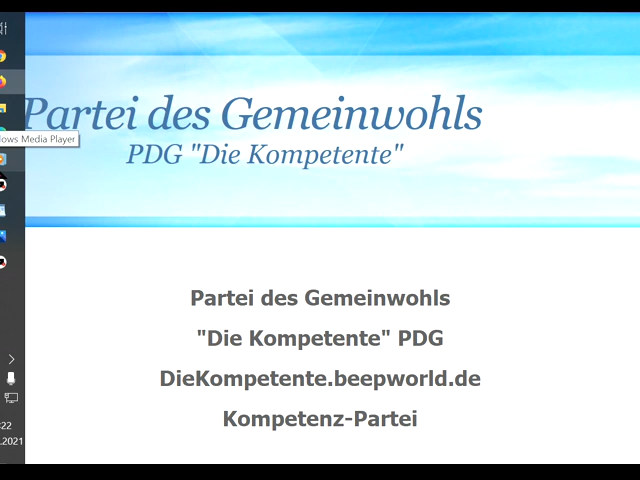 Partei des Gemeinwohls
PDG "Die Kompetente"
Media Player
Partei des Gemeinwohls
"Die Kompetente" PDG
DieKompetente.beepworld.de
Kompetenz-Partei
:22
.2021